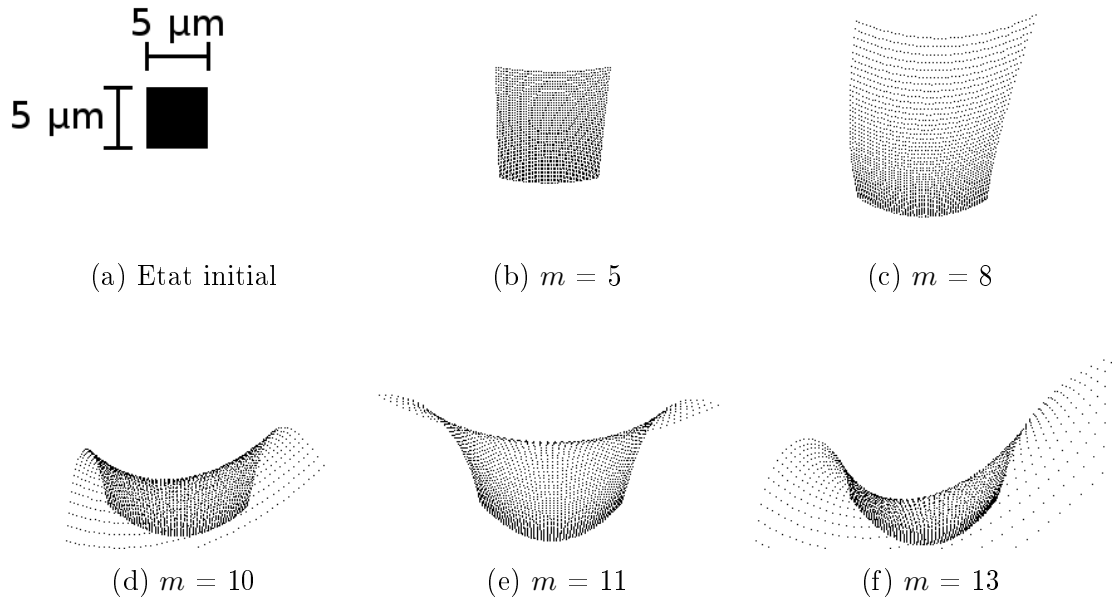 5 µm
5 µm
(a) Etat initial
(b) m = 5
(c) m = 8
(d) m = 10
(e) m = 11
(f) m = 13